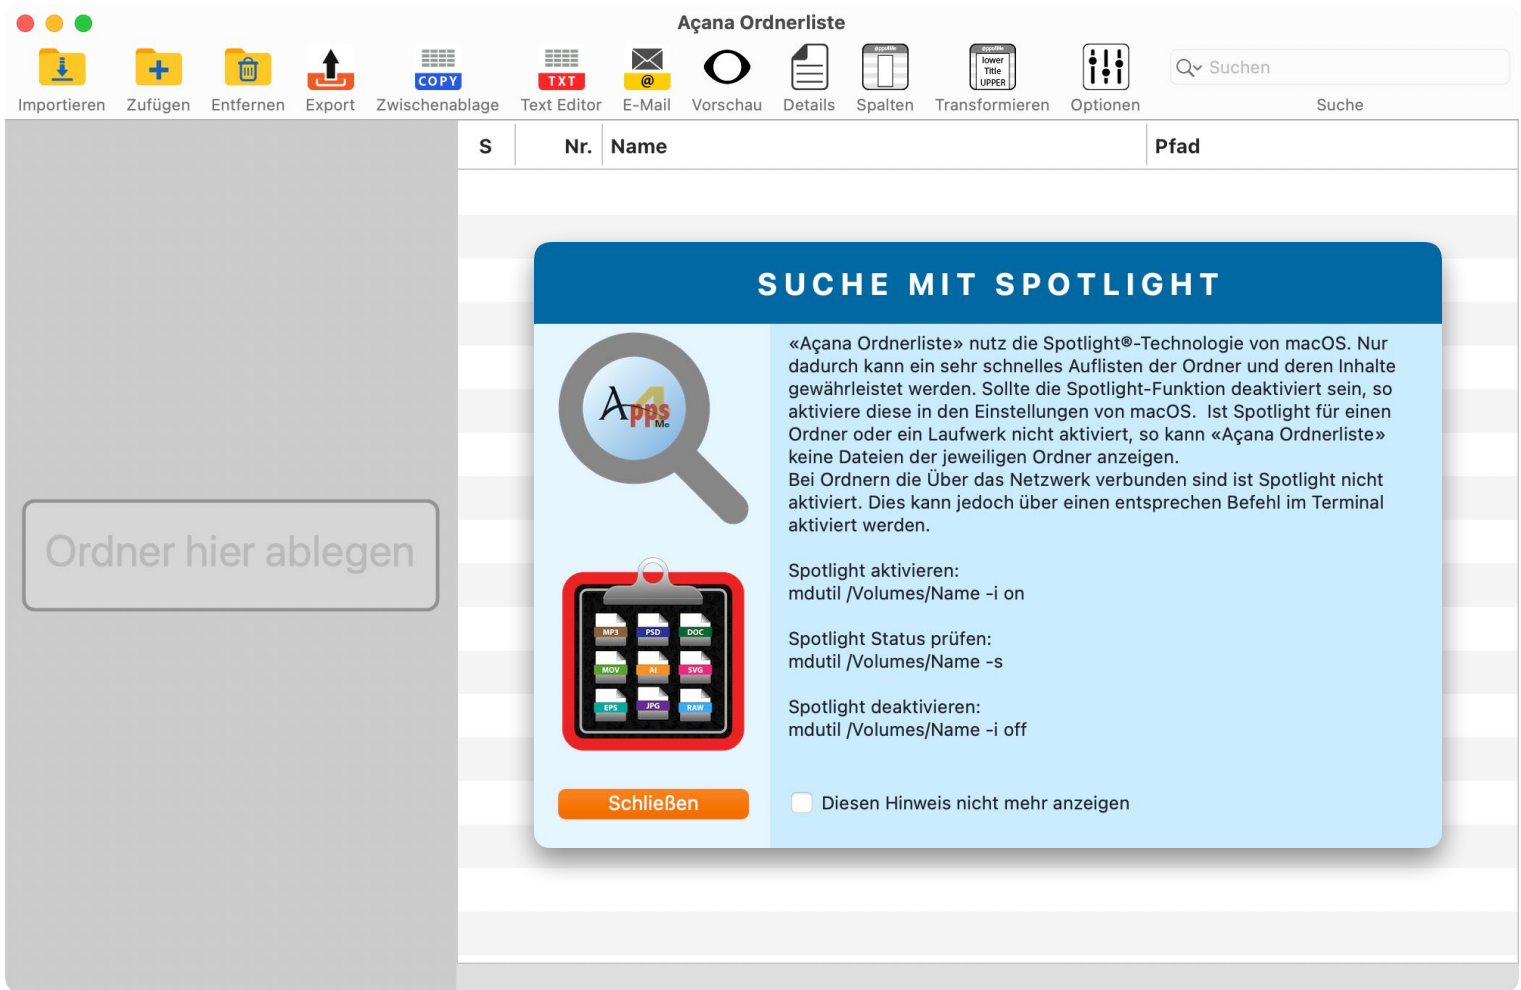 Açana Ordnerliste
COPY
TXT
@
Apps4Me
Apps4Me
lower
Title
UPPER
Suchen
Importieren Zufügen Entfernen Export Zwischenablage Text Editor E-Mail Vorschau Details Spalten Transformieren Optionen Suche
S Nr. Name Pfad
Ordner hier ablegen
SUCHE MIT SPOTLIGHT
«Açana Ordnerliste» nutz die Spotlight®-Technologie von macOS. Nur
dadurch kann ein sehr schnelles Auflisten der Ordner und deren Inhalte
gewährleistet werden. Sollte die Spotlight-Funktion deaktiviert sein, so
aktiviere diese in den Einstellungen von macOS.  Ist Spotlight für einen
Ordner oder ein Laufwerk nicht aktiviert, so kann «Açana Ordnerliste»
keine Dateien der jeweiligen Ordner anzeigen.
Bei Ordnern die Über das Netzwerk verbunden sind ist Spotlight nicht
aktiviert. Dies kann jedoch über einen entsprechen Befehl im Terminal
aktiviert werden.
Spotlight aktivieren:
mdutil /Volumes/Name -i on
Spotlight Status prüfen:
mdutil /Volumes/Name -s
Spotlight deaktivieren:
mdutil /Volumes/Name -i off
Apps 4 Me
MP3 PSD DOC
MOV AI SVG
EPS JPG RAW
Schließen
Diesen Hinweis nicht mehr anzeigen